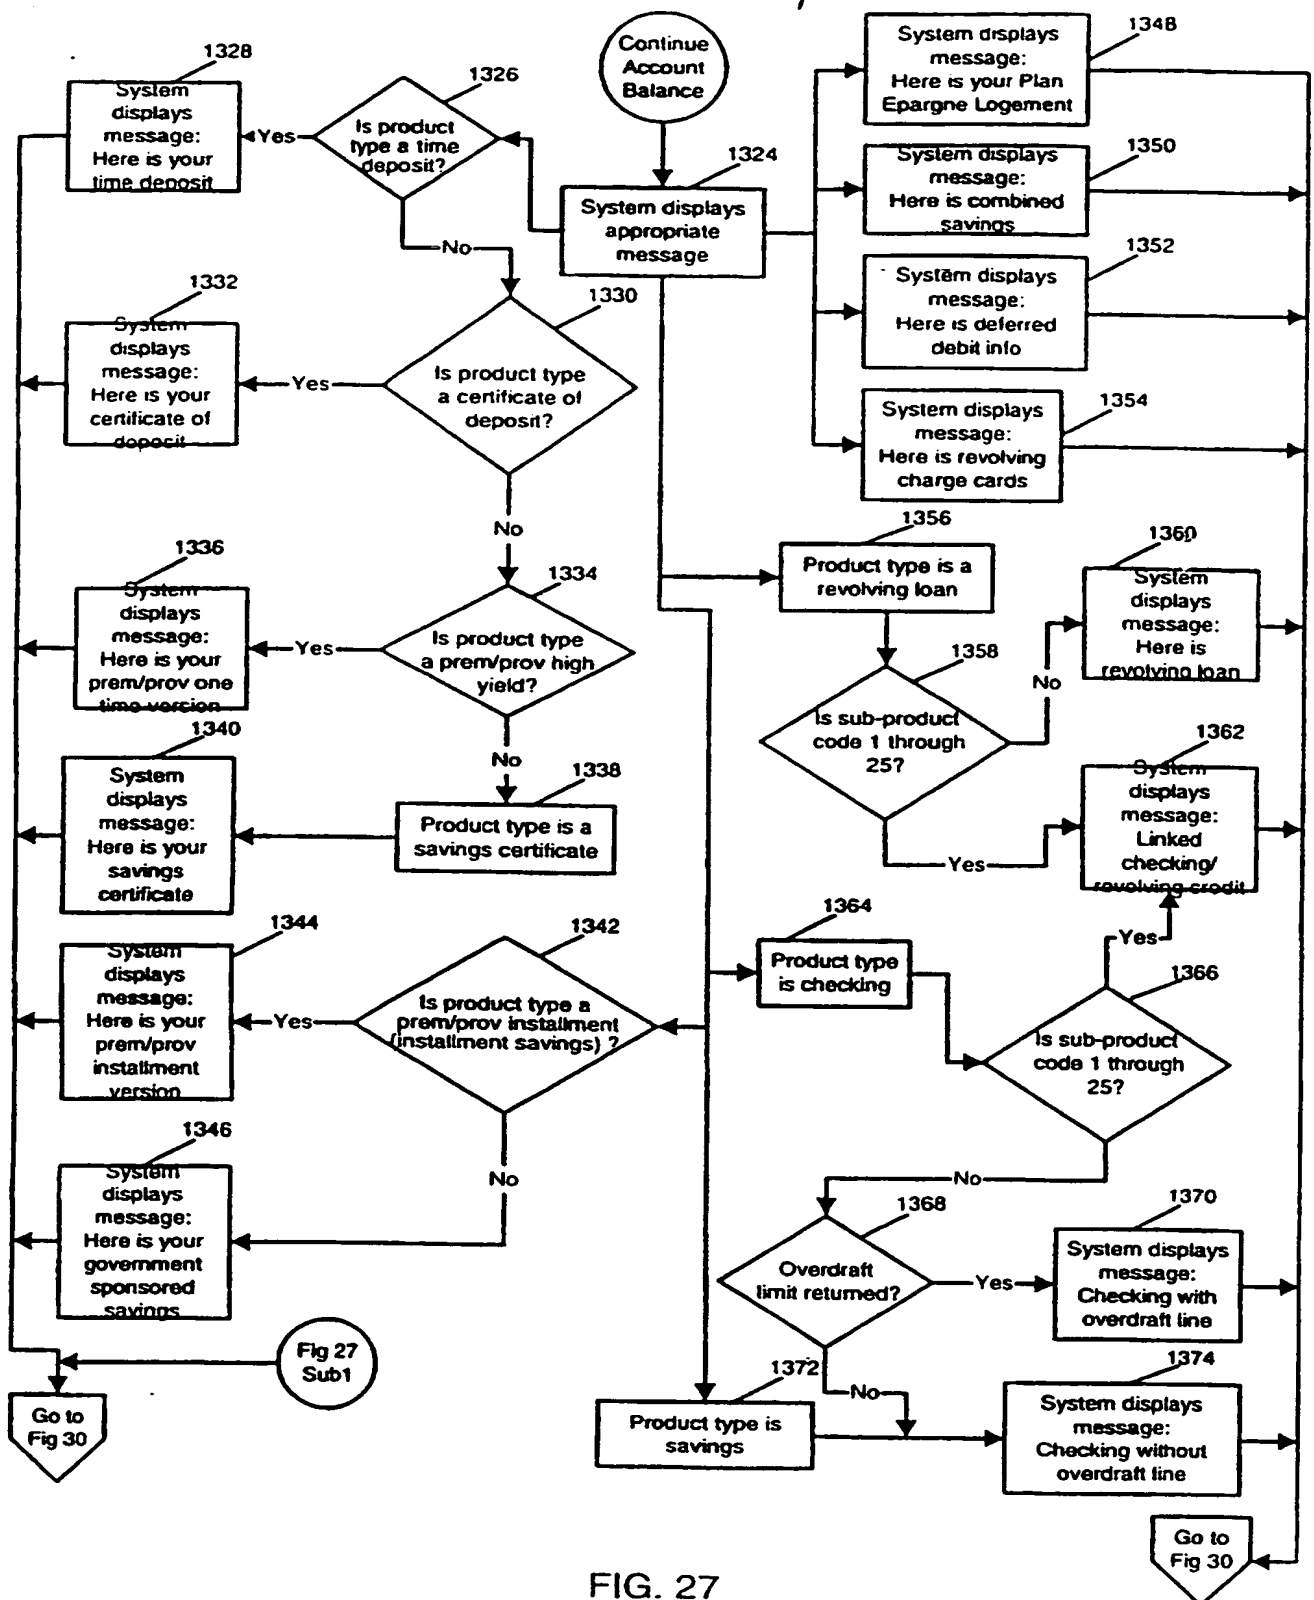 Continue
Account
Balance
1328
System
displays
message:
Here is your
time deposit
1326
Is product
type a time
deposit?
Yes
No
1324
System displays
appropriate
message
1332
System
displays
message:
Here is your
certificate of
deposit
1330
Is product type
a certificate of
deposit?
Yes
No
1336
System
displays
message:
Here is your
prem/prov one
time version
1334
Is product type
a prem/prov high
yield?
Yes
No
1340
System
displays
message:
Here is your
savings
certificate
1338
Product type is a
savings certificate
1344
System
displays
message:
Here is your
prem/prov
installment
version
1342
Is product type a
prem/prov installment
(installment savings) ?
Yes
No
1346
System
displays
message:
Here is your
government
sponsored
savings
Fig 27
Sub1
Go to
Fig 30
1348
System displays
message:
Here is your Plan
Epargne Logement
1350
System displays
message:
Here is combined
savings
1352
System displays
message:
Here is deferred
debit info
1354
System displays
message:
Here is revolving
charge cards
1356
Product type is a
revolving loan
1358
Is sub-product
code 1 through
25?
No
Yes
1360
System
displays
message:
Here is
revolving loan
1362
System
displays
message:
Linked
checking/
revolving credit
1364
Product type
is checking
1366
Is sub-product
code 1 through
25?
Yes
No
1368
Overdraft
limit returned?
Yes
No
1370
System displays
message:
Checking with
overdraft line
1372
Product type is
savings
1374
System displays
message:
Checking without
overdraft line
Go to
Fig 30
FIG. 27